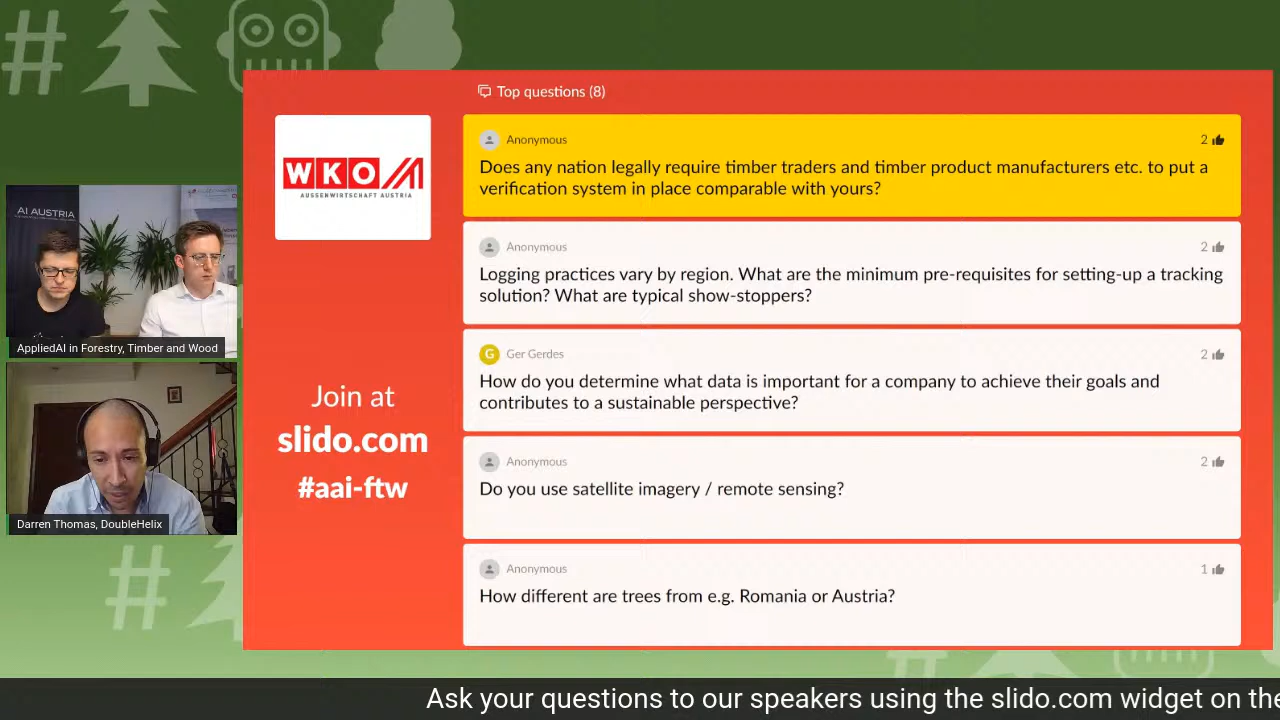 Top questions (8)
WKO
AUSSENWIRTSCHAFT AUSTRIA
Join at
slido.com
#aai-ftw
Anonymous
2
Does any nation legally require timber traders and timber product manufacturers etc. to put a
verification system in place comparable with yours?
Anonymous
2
Logging practices vary by region. What are the minimum pre-requisites for setting-up a tracking
solution? What are typical show-stoppers?
G
Ger Gerdes
2
How do you determine what data is important for a company to achieve their goals and
contributes to a sustainable perspective?
Anonymous
2
Do you use satellite imagery / remote sensing?
Anonymous
1
How different are trees from e.g. Romania or Austria?
AI AUSTRIA
AppliedAI in Forestry, Timber and Wood
Darren Thomas, DoubleHelix
Ask your questions to our speakers using the slido.com widget on the